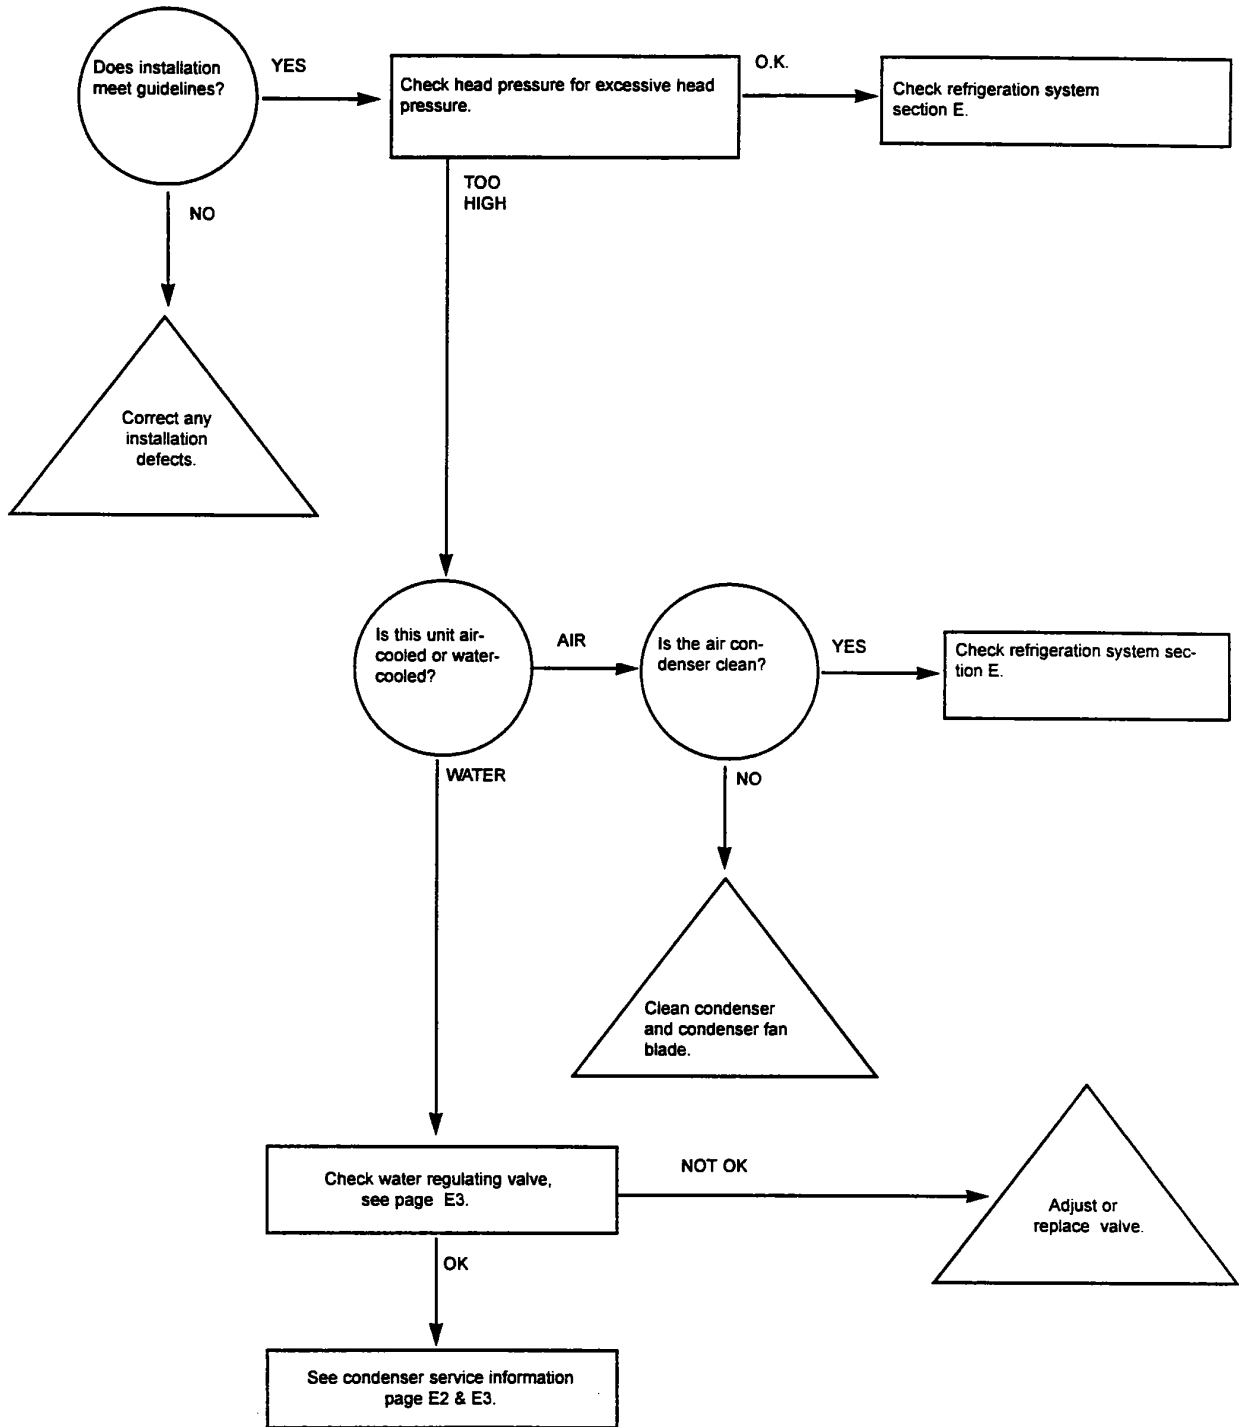 Does installation
meet guidelines?
YES
Check head pressure for excessive head
pressure.
O.K.
Check refrigeration system
section E.
NO
TOO
HIGH
Correct any
installation
defects.
Is this unit air-
cooled or water-
cooled?
AIR
Is the air con-
denser clean?
YES
Check refrigeration system sec-
tion E.
WATER
NO
Clean condenser
and condenser fan
blade.
Check water regulating valve,
see page E3.
NOT OK
Adjust or
replace valve.
OK
See condenser service information
page E2 & E3.